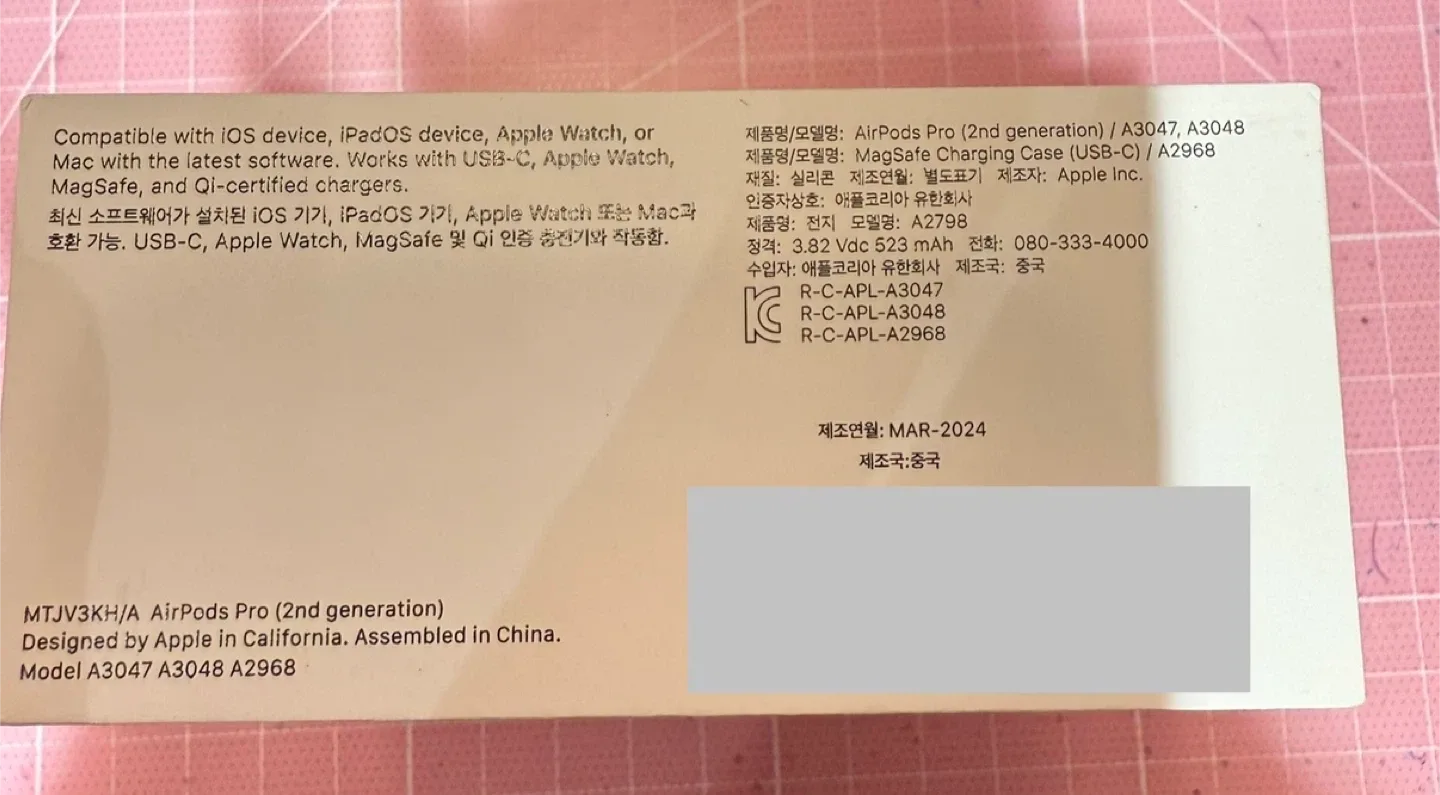 Compatible with iOS device, iPadOS device, Apple Watch, or
Mac with the latest software. Works with USB-C, Apple Watch,
MagSafe, and Qi-certified chargers.
최신 소프트웨어가 설치된 iOS 기기, iPadOS 기기, Apple Watch 또는 Mac과
호환 가능. USB-C, Apple Watch, MagSafe 및 Qi 인증 충전기와 작동함.
제품명/모델명: AirPods Pro (2nd generation) / A3047, A3048
제품명/모델명: MagSafe Charging Case (USB-C) / A2968
재질: 실리콘 제조연월: 별도표기 제조자: Apple Inc.
인증자상호: 애플코리아 유한회사
제품명: 전지 모델명: A2798
정격: 3.82 Vdc 523 mAh 전화: 080-333-4000
수입자: 애플코리아 유한회사 제조국: 중국
R-C-APL-A3047
R-C-APL-A3048
R-C-APL-A2968
제조연월: MAR-2024
제조국:중국
MTJV3KH/A AirPods Pro (2nd generation)
Designed by Apple in California. Assembled in China.
Model A3047 A3048 A2968